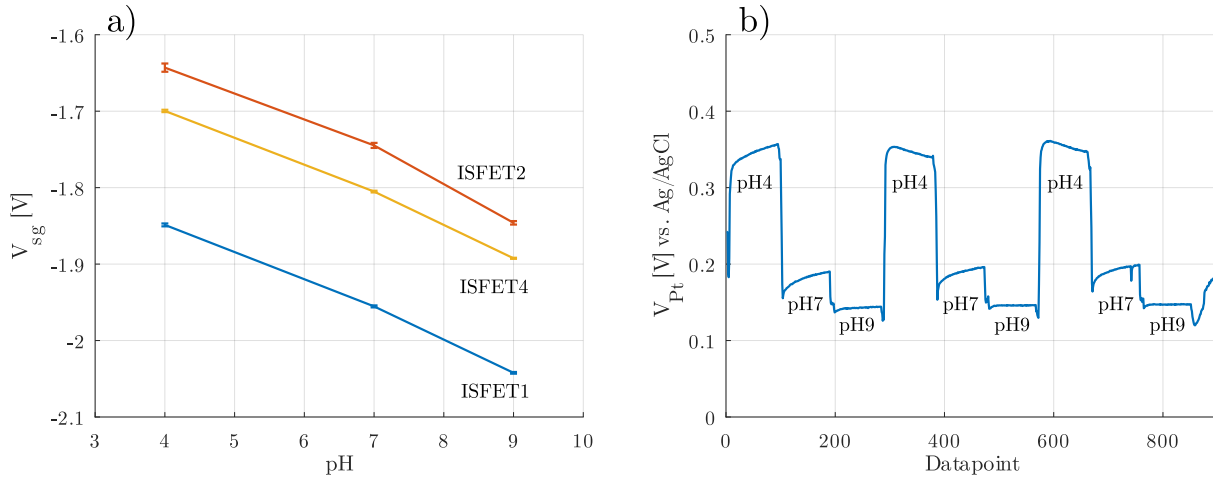 a)
-1.6
-1.7
-1.8
-1.9
-2
-2.1
V_sg [V]
3 4 5 6 7 8 9 10
pH
ISFET2
ISFET4
ISFET1
b)
0.5
0.4
0.3
0.2
0.1
0
V_Pt [V] vs. Ag/AgCl
pH4 pH4 pH4
pH7 pH7 pH7
pH9 pH9 pH9
0 200 400 600 800
Datapoint